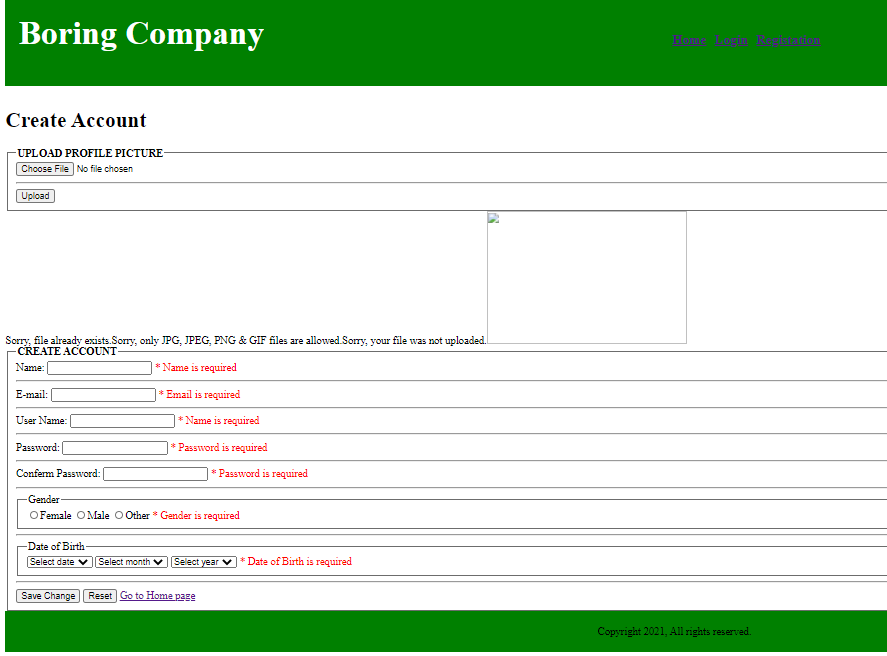 Boring Company
Home Login Registation
Create Account
UPLOAD PROFILE PICTURE
Choose File No file chosen
Upload
Sorry, file already exists.Sorry, only JPG, JPEG, PNG & GIF files are allowed.Sorry, your file was not uploaded.
CREATE ACCOUNT
Name: * Name is required
E-mail: * Email is required
User Name: * Name is required
Password: * Password is required
Conferm Password: * Password is required
Gender
Female Male Other * Gender is required
Date of Birth
Select date Select month Select year * Date of Birth is required
Save Change Reset Go to Home page
Copyright 2021, All rights reserved.